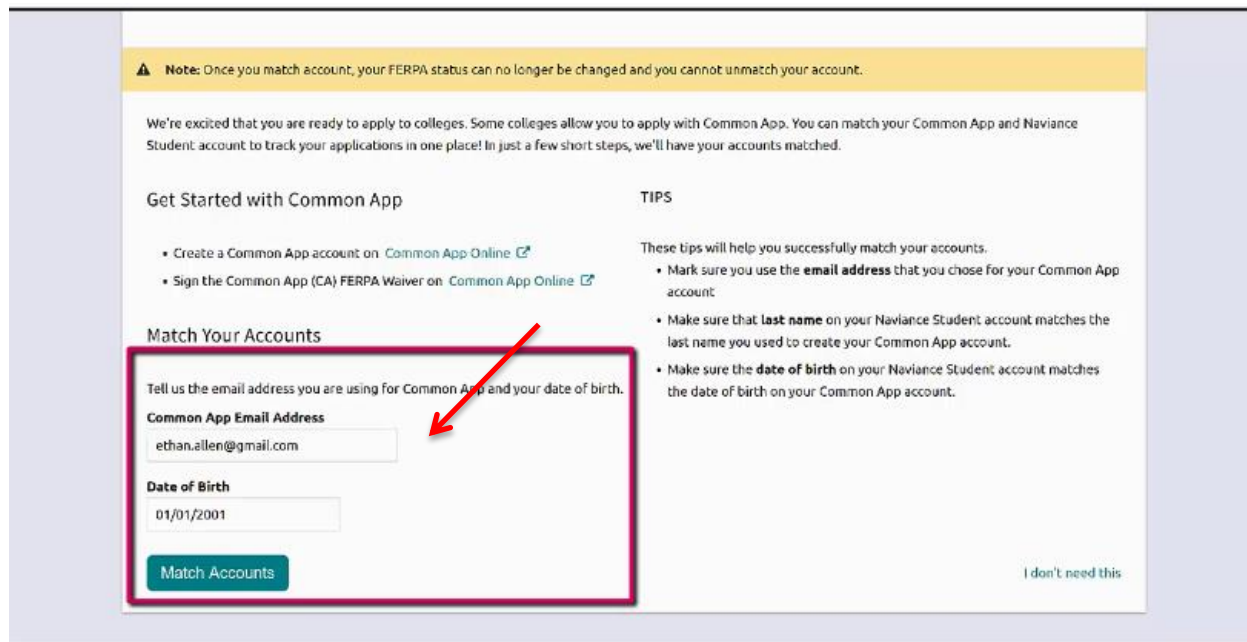 Note: Once you match account, your FERPA status can no longer be changed and you cannot unmatch your account.
We're excited that you are ready to apply to colleges. Some colleges allow you to apply with Common App. You can match your Common App and Naviance
Student account to track your applications in one place! In just a few short steps, we'll have your accounts matched.
Get Started with Common App
• Create a Common App account on Common App Online
• Sign the Common App (CA) FERPA Waiver on Common App Online
Match Your Accounts
Tell us the email address you are using for Common App and your date of birth.
Common App Email Address
ethan.allen@gmail.com
Date of Birth
01/01/2001
Match Accounts
TIPS
These tips will help you successfully match your accounts.
• Mark sure you use the email address that you chose for your Common App
account
• Make sure that last name on your Naviance Student account matches the
last name you used to create your Common App account.
• Make sure the date of birth on your Naviance Student account matches
the date of birth on your Common App account.
I don't need this